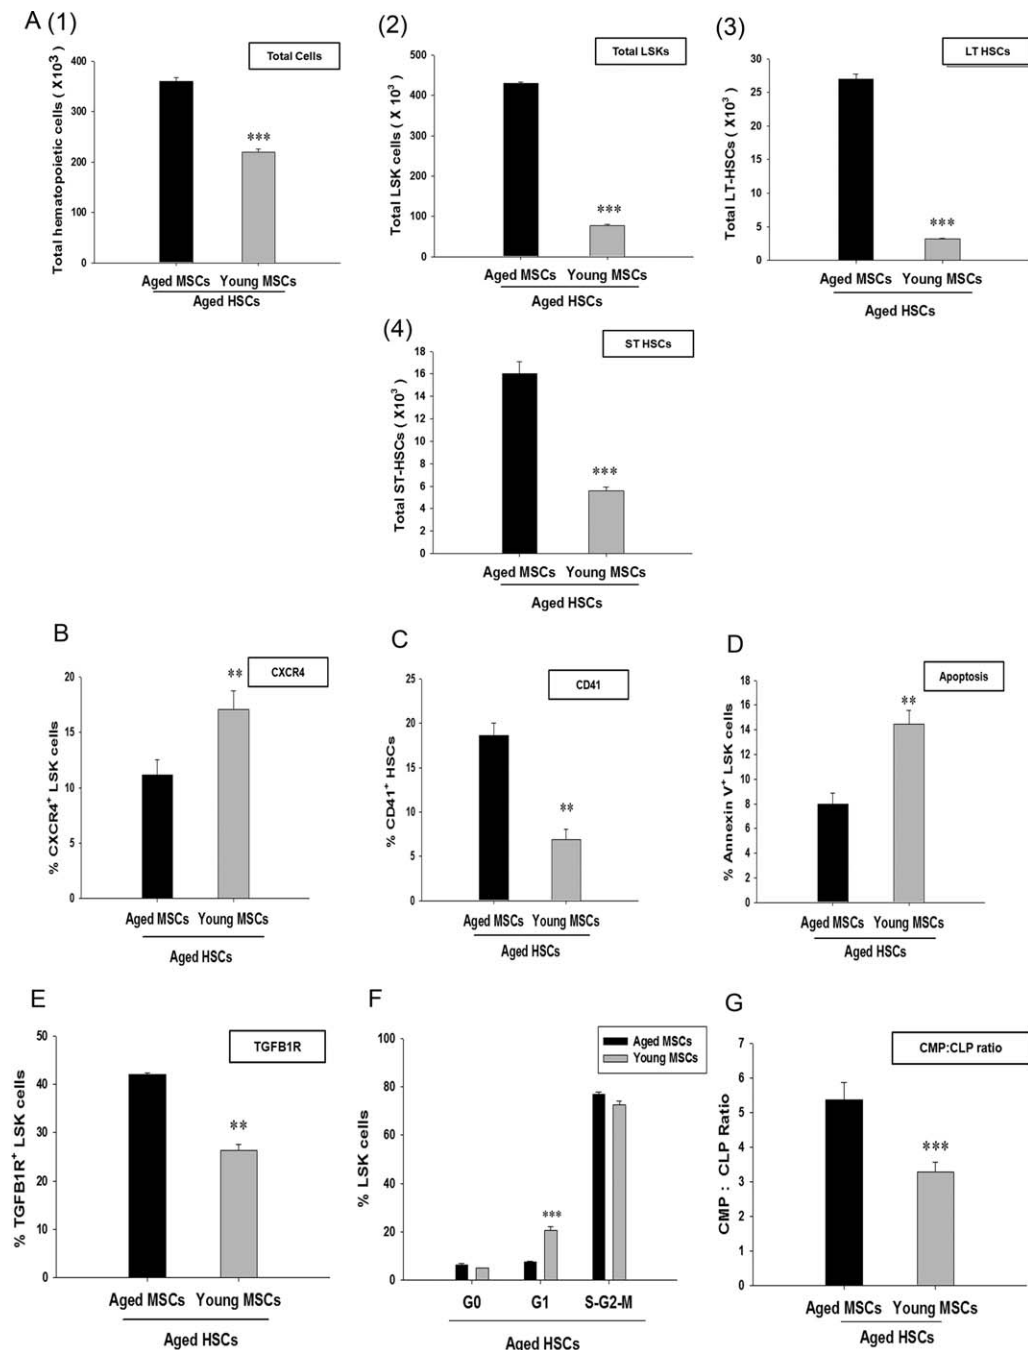 A (1)
Total Cells
Total hematopoietic cells ( X10³)
400
300
200
100
0
***
Aged MSCs Young MSCs
Aged HSCs
(2)
Total LSKs
Total LSK cells ( X 10³ )
500
400
300
200
100
0
***
Aged MSCs Young MSCs
Aged HSCs
(3)
LT HSCs
Total LT-HSCs ( X10³ )
30
25
20
15
10
5
0
***
Aged MSCs Young MSCs
Aged HSCs
(4)
ST HSCs
Total ST-HSCs ( X10³ )
18
16
14
12
10
8
6
4
2
0
***
Aged MSCs Young MSCs
Aged HSCs
B
CXCR4
% CXCR4⁺ LSK cells
20
15
10
5
0
**
Aged MSCs Young MSCs
Aged HSCs
C
CD41
% CD41⁺ HSCs
25
20
15
10
5
0
**
Aged MSCs Young MSCs
Aged HSCs
D
Apoptosis
% Annexin V⁺ LSK cells
18
16
14
12
10
8
6
4
2
0
**
Aged MSCs Young MSCs
Aged HSCs
E
TGFB1R
% TGFB1R⁺ LSK cells
50
40
30
20
10
0
**
Aged MSCs Young MSCs
Aged HSCs
F
Aged MSCs
Young MSCs
% LSK cells
100
80
60
40
20
0
***
G0 G1 S-G2-M
Aged HSCs
G
CMP:CLP ratio
CMP : CLP Ratio
7
6
5
4
3
2
1
0
***
Aged MSCs Young MSCs
Aged HSCs